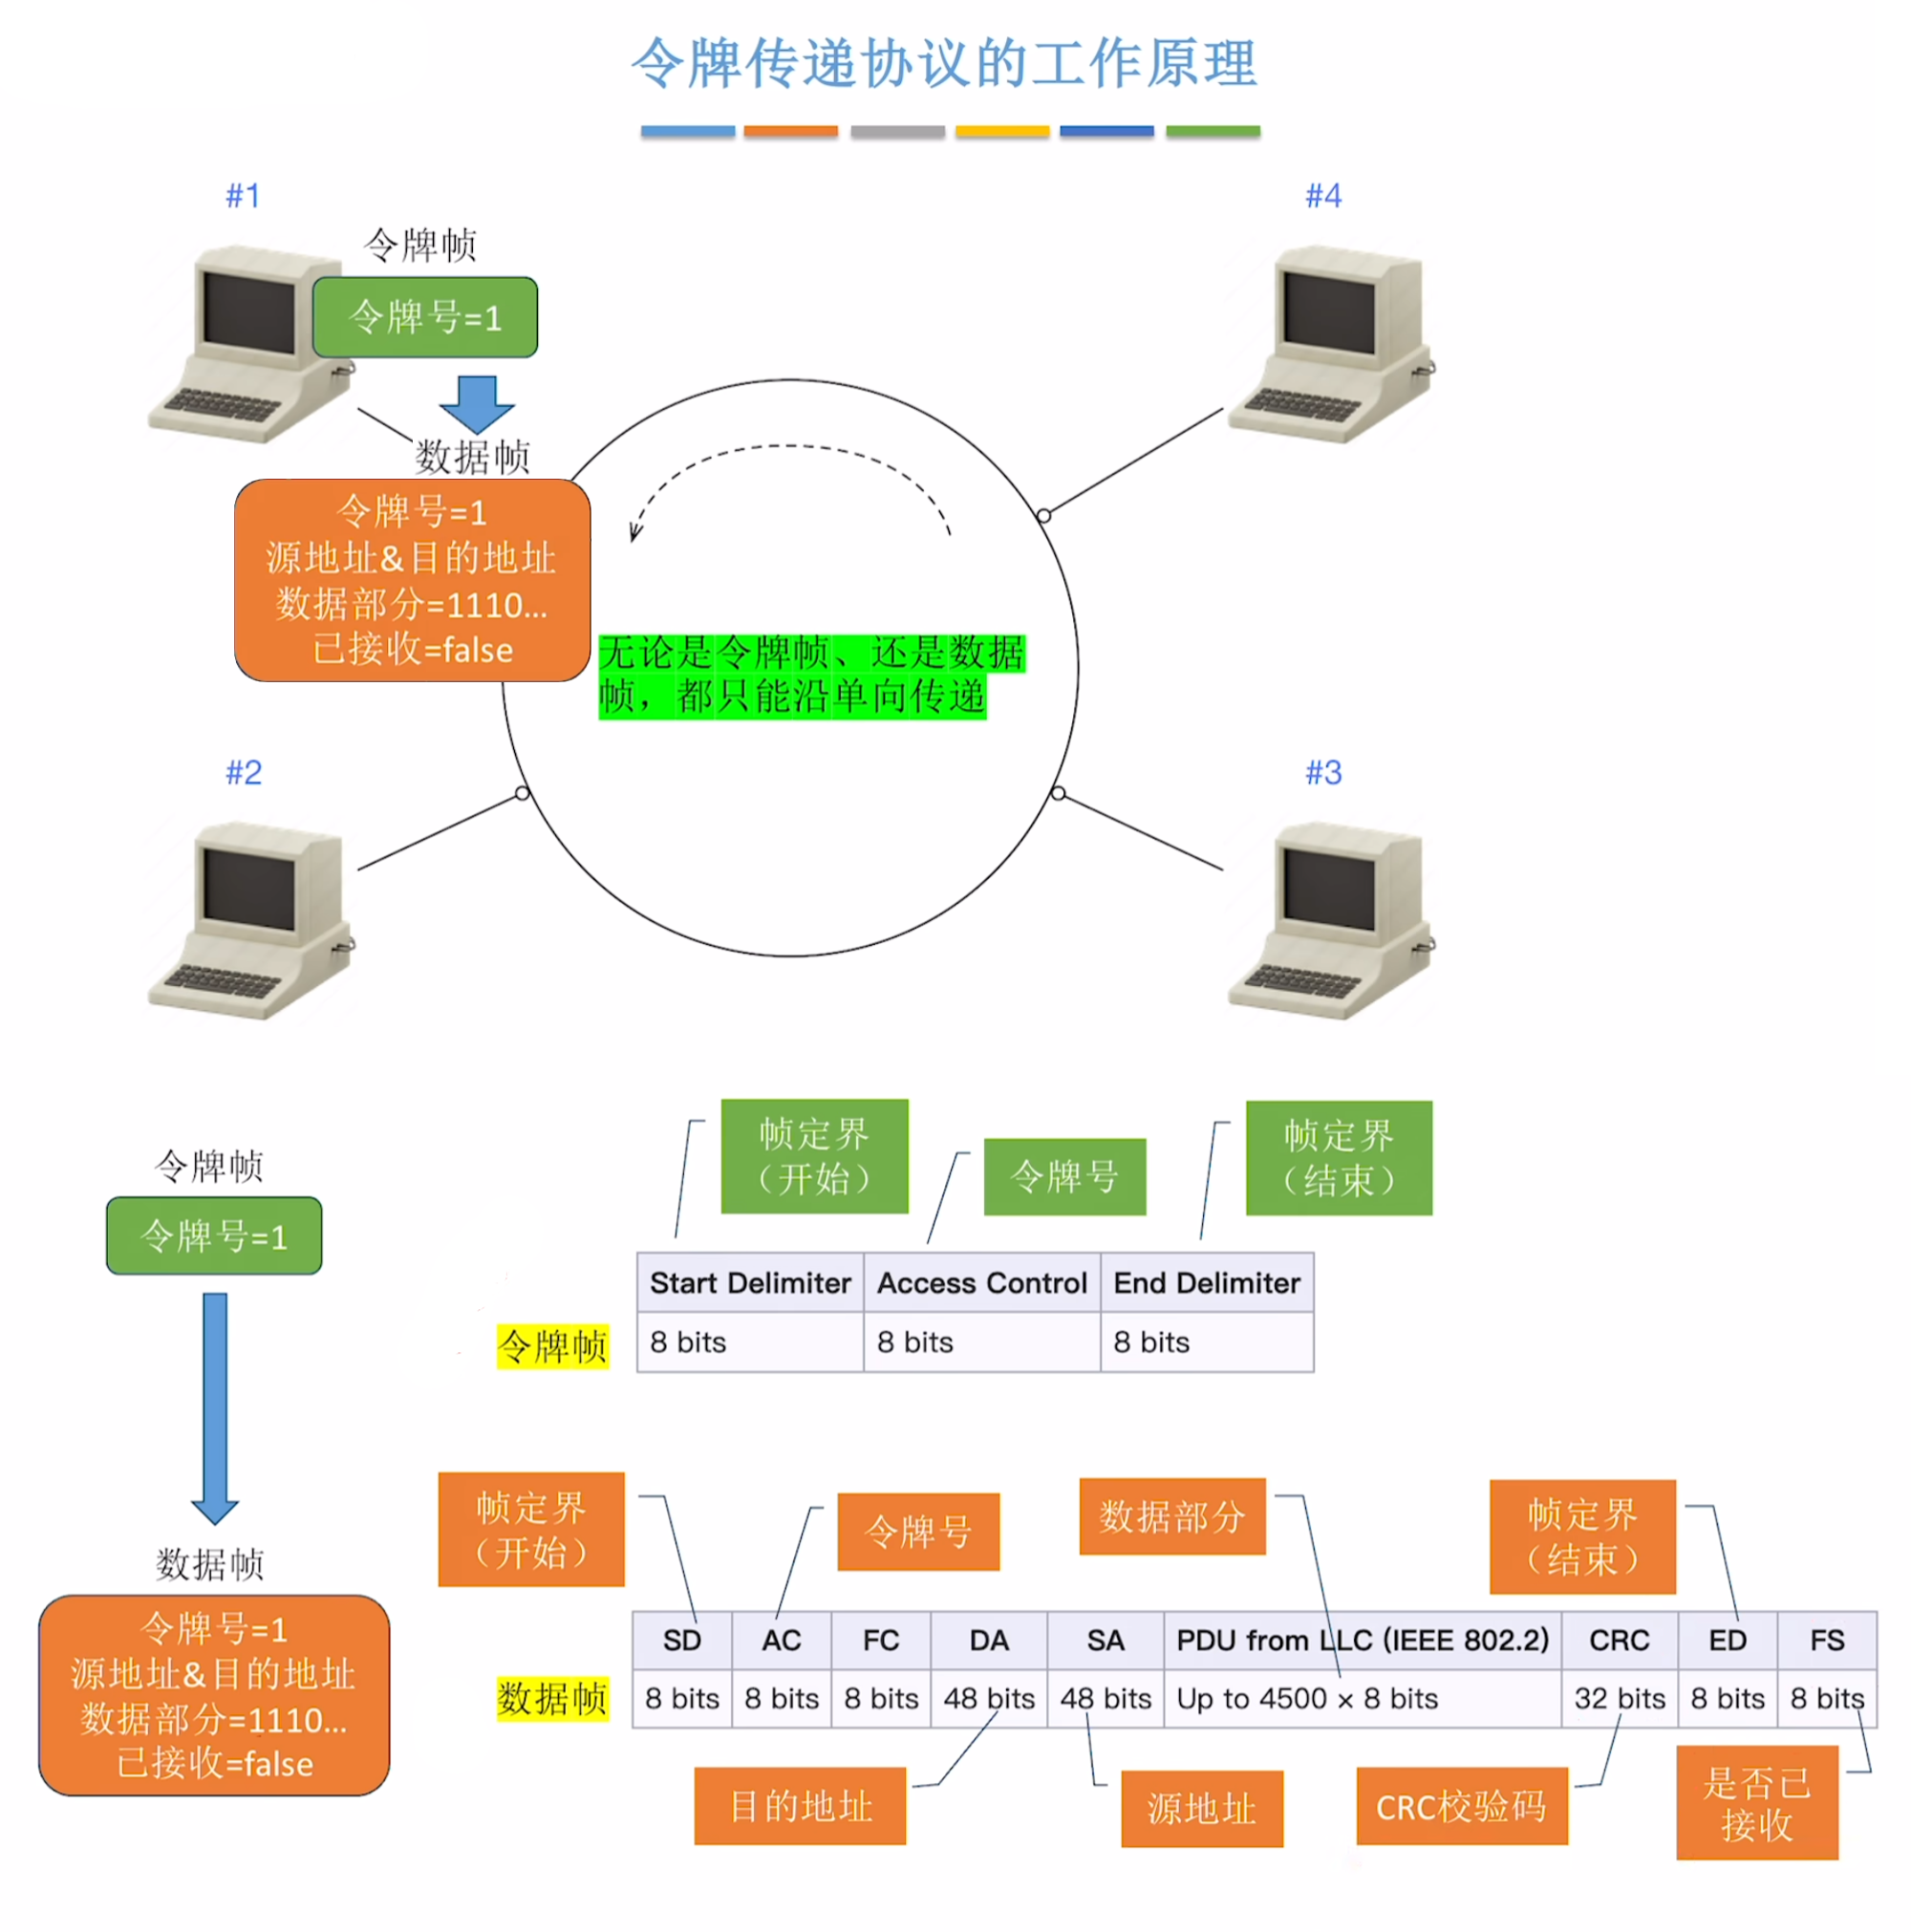 令牌传递协议的工作原理
#1
#4
令牌帧
令牌号=1
数据帧
令牌号=1
源地址&目的地址
数据部分=1110...
已接收=false
无论是令牌帧、还是数据
帧，都只能沿单向传递
#2
#3
帧定界
（开始）
令牌号
帧定界
（结束）
令牌帧
令牌号=1
Start Delimiter Access Control End Delimiter
令牌帧 8 bits 8 bits 8 bits
帧定界
（开始）
令牌号
数据部分
帧定界
（结束）
数据帧
令牌号=1
源地址&目的地址
数据部分=1110...
已接收=false
SD AC FC DA SA PDU from LLC (IEEE 802.2) CRC ED FS
数据帧 8 bits 8 bits 8 bits 48 bits 48 bits Up to 4500 × 8 bits 32 bits 8 bits 8 bits
目的地址
源地址
CRC校验码
是否已
接收